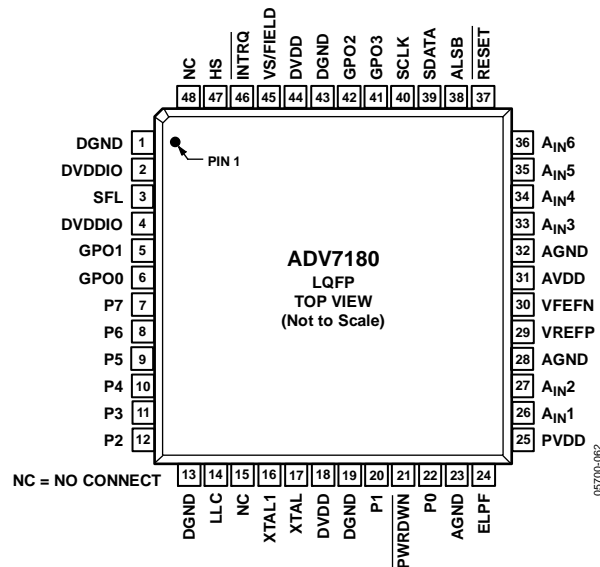 NC
HS
INTRQ
VS/FIELD
DVDD
DGND
GPO2
GPO3
SCLK
SDATA
ALSB
RESET
48 47 46 45 44 43 42 41 40 39 38 37
DGND 1
DVDDIO 2
SFL 3
DVDDIO 4
GPO1 5
GPO0 6
P7 7
P6 8
P5 9
P4 10
P3 11
P2 12
PIN 1
ADV7180
LQFP
TOP VIEW
(Not to Scale)
36 AIN6
35 AIN5
34 AIN4
33 AIN3
32 AGND
31 AVDD
30 VFEFN
29 VREFP
28 AGND
27 AIN2
26 AIN1
25 PVDD
NC = NO CONNECT
13 14 15 16 17 18 19 20 21 22 23 24
DGND
LLC
NC
XTAL1
XTAL
DVDD
DGND
P1
PWRDWN
P0
AGND
ELPF
05700-062